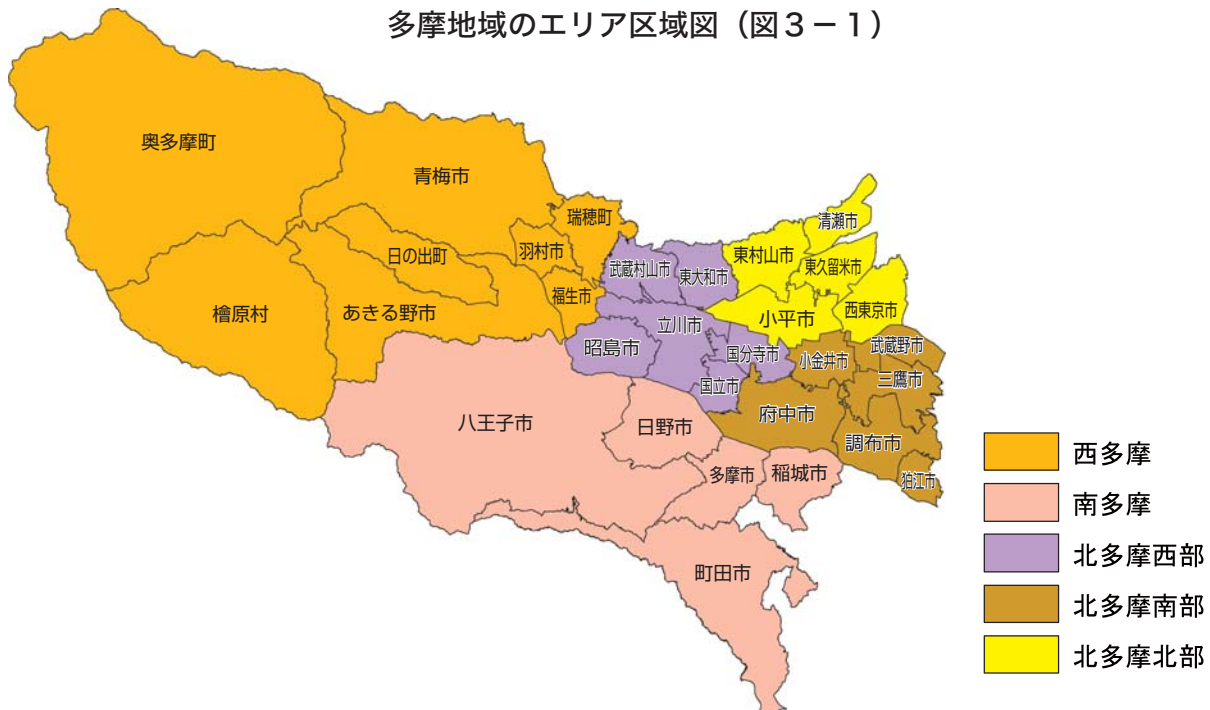 多摩地域のエリア区域図（図３－１）
奥多摩町
青梅市
瑞穂町
清瀬市
羽村市
日の出町
武蔵村山市
東大和市
東村山市
東久留米市
檜原村
あきる野市
福生市
立川市
小平市
西東京市
昭島市
国分寺市
小金井市
武蔵野市
国立市
三鷹市
八王子市
日野市
府中市
調布市
多摩市
稲城市
狛江市
町田市
西多摩
南多摩
北多摩西部
北多摩南部
北多摩北部